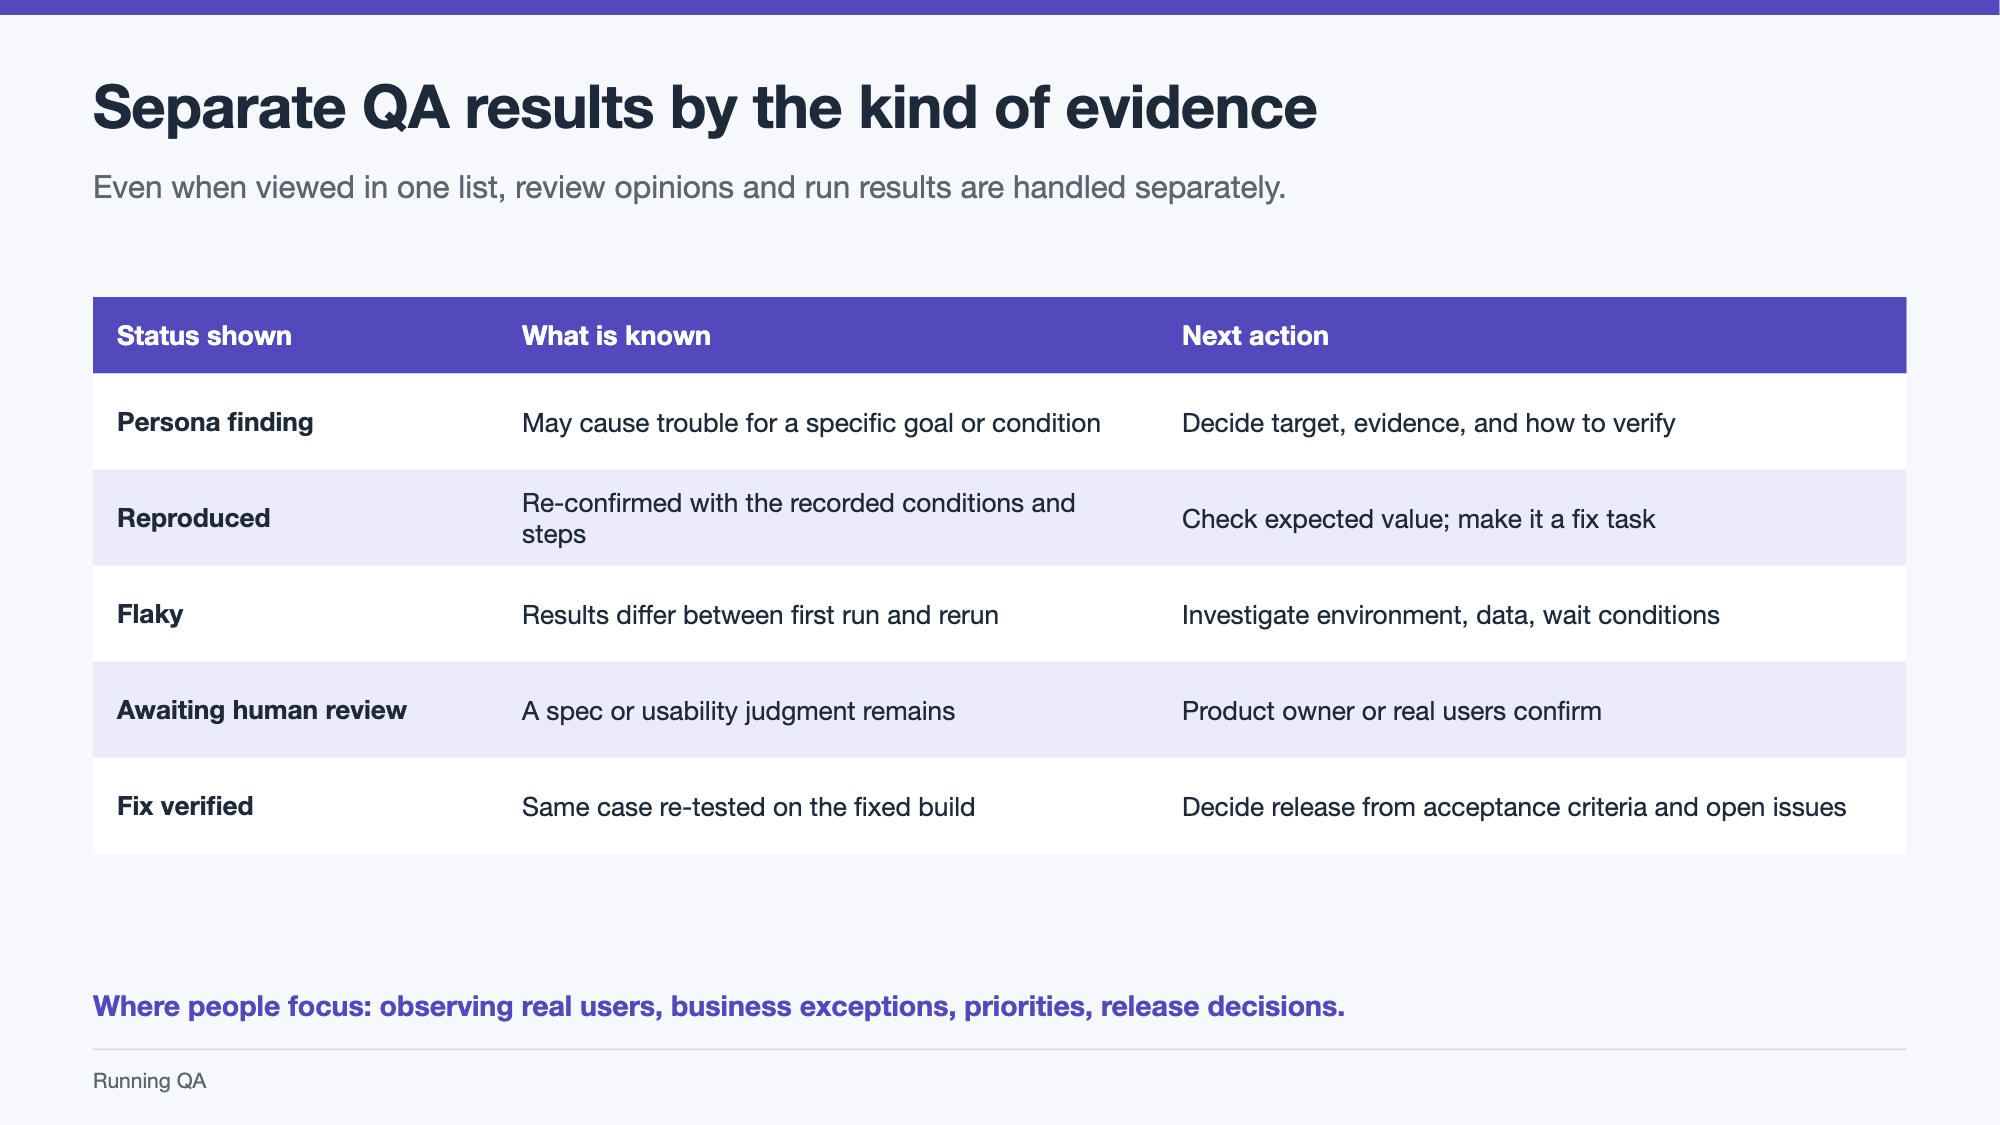 Separate QA results by the kind of evidence
Even when viewed in one list, review opinions and run results are handled separately.
Status shown
What is known
Next action
Persona finding
May cause trouble for a specific goal or condition
Decide target, evidence, and how to verify
Reproduced
Re-confirmed with the recorded conditions and
steps
Check expected value; make it a fix task
Flaky
Results differ between first run and rerun
Investigate environment, data, wait conditions
Awaiting human review
A spec or usability judgment remains
Product owner or real users confirm
Fix verified
Same case re-tested on the fixed build
Decide release from acceptance criteria and open issues
Where people focus: observing real users, business exceptions, priorities, release decisions.
Running QA